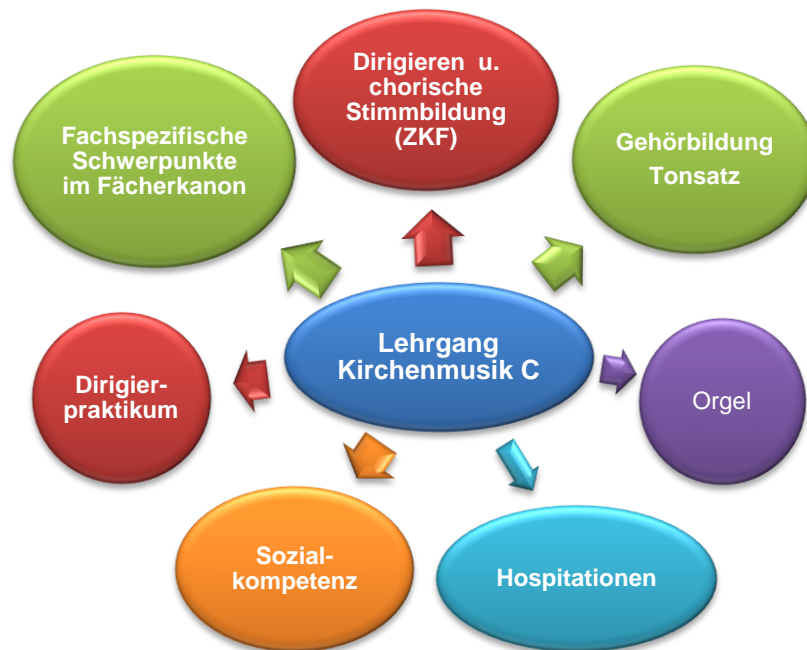 Dirigieren u.
chorische
Stimmbildung
(ZKF)
Fachspezifische
Schwerpunkte
im Fächerkanon
Gehörbildung
Tonsatz
Lehrgang
Kirchenmusik C
Dirigier-
praktikum
Orgel
Sozial-
kompetenz
Hospitationen